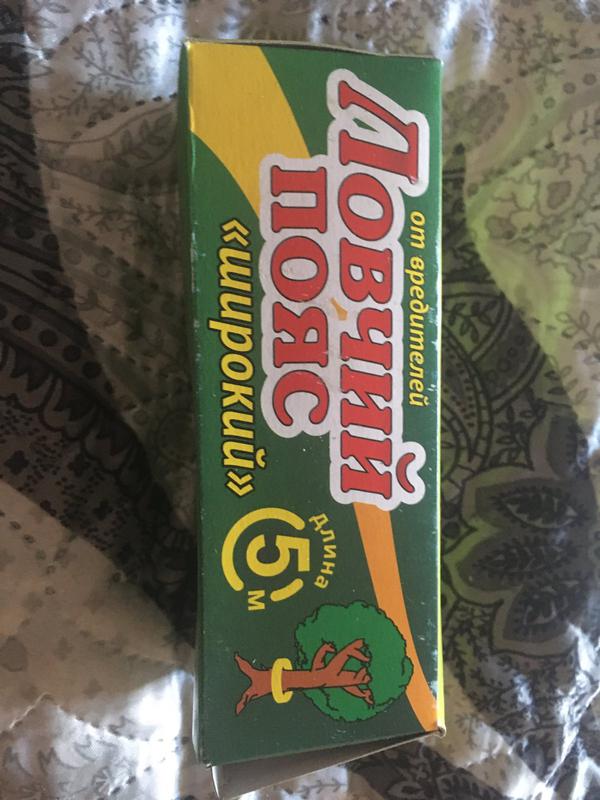 от вредителей
Ловчий
пояс
«широкий»
длина
5
м